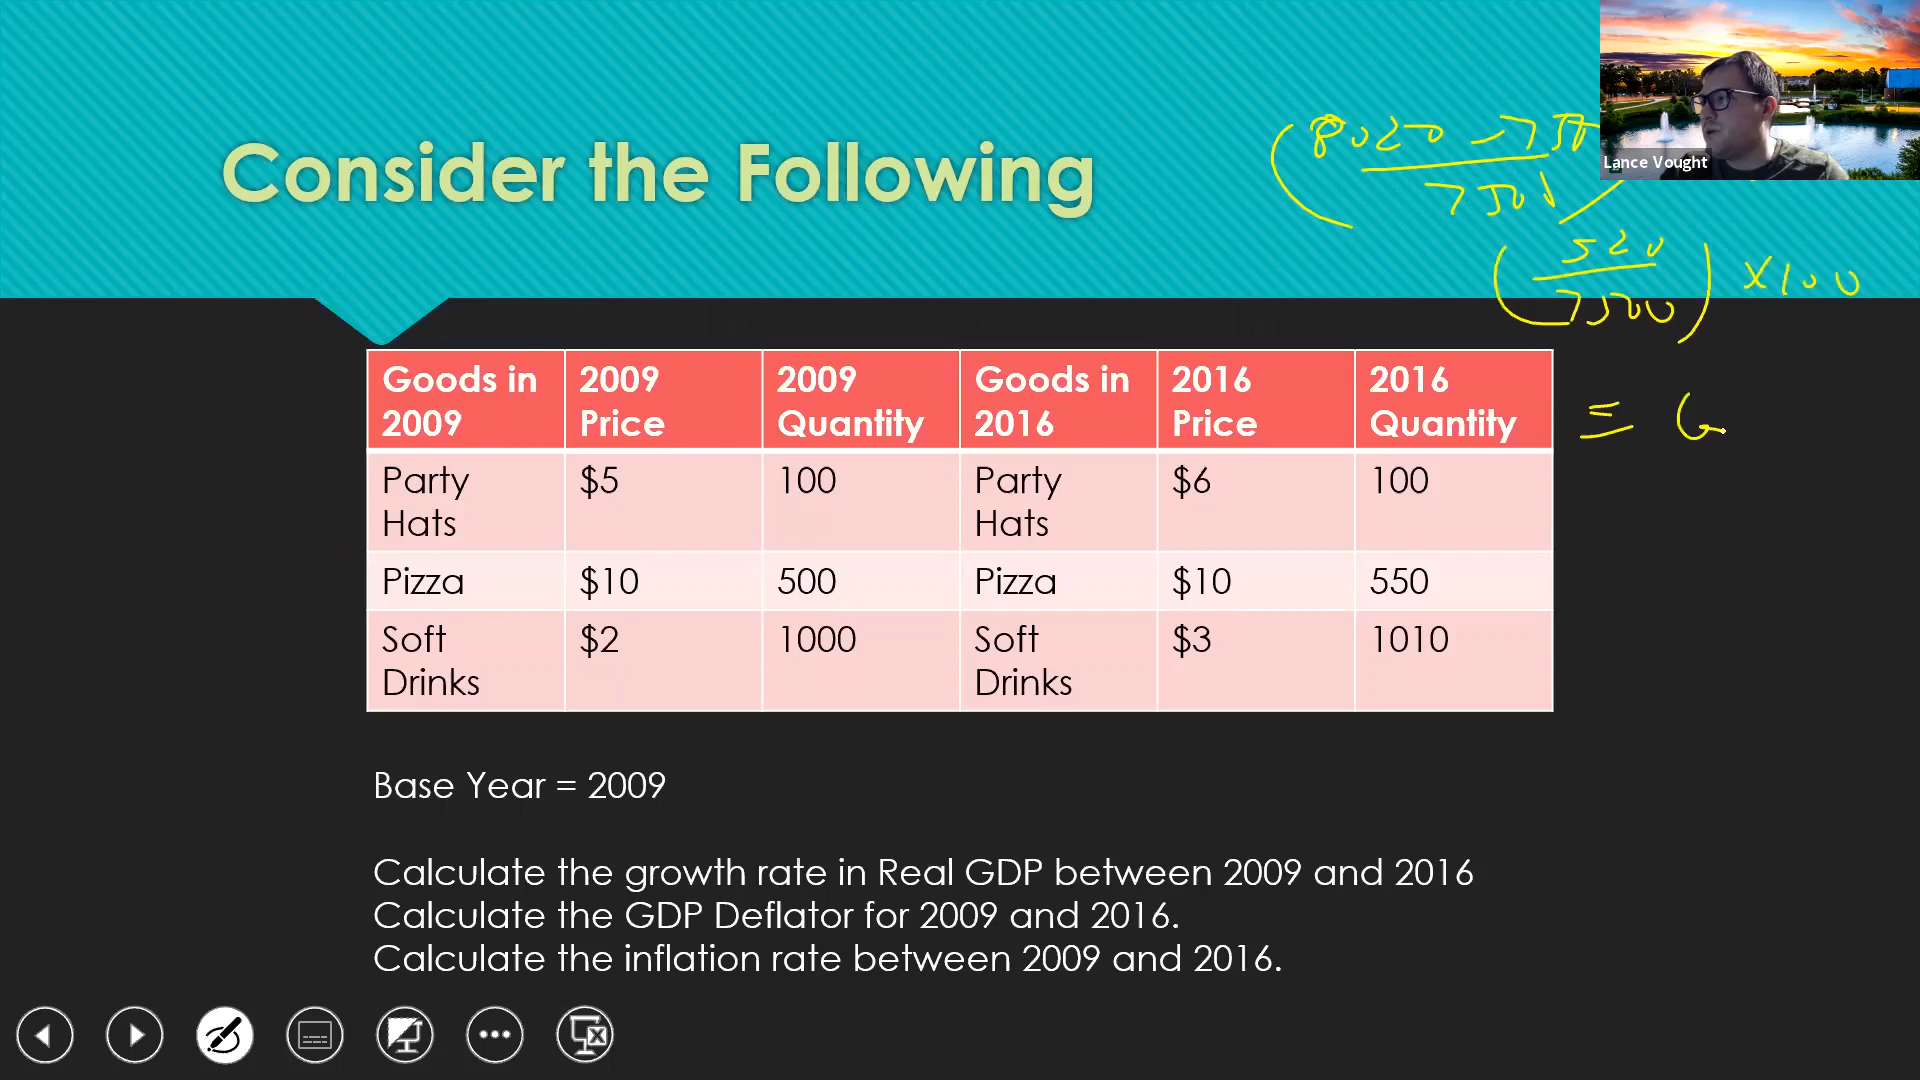 Consider the Following
Lance Vought
7500
520
7500
X100
=
Goods in 2009 2009 Price 2009 Quantity Goods in 2016 2016 Price 2016 Quantity
Party Hats $5 100 Party Hats $6 100
Pizza $10 500 Pizza $10 550
Soft Drinks $2 1000 Soft Drinks $3 1010
Base Year = 2009
Calculate the growth rate in Real GDP between 2009 and 2016
Calculate the GDP Deflator for 2009 and 2016.
Calculate the inflation rate between 2009 and 2016.